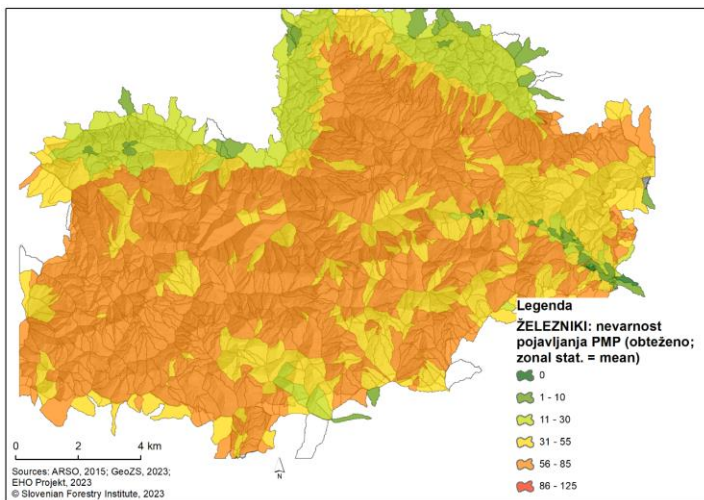 Legenda
ŽELEZNIKI: nevarnost
pojavljanja PMP (obteženo;
zonal stat. = mean)
0
1 - 10
11 - 30
31 - 55
56 - 85
86 - 125
0 2 4 km
N
Sources: ARSO, 2015; GeoZS, 2023;
EHO Projekt, 2023
© Slovenian Forestry Institute, 2023